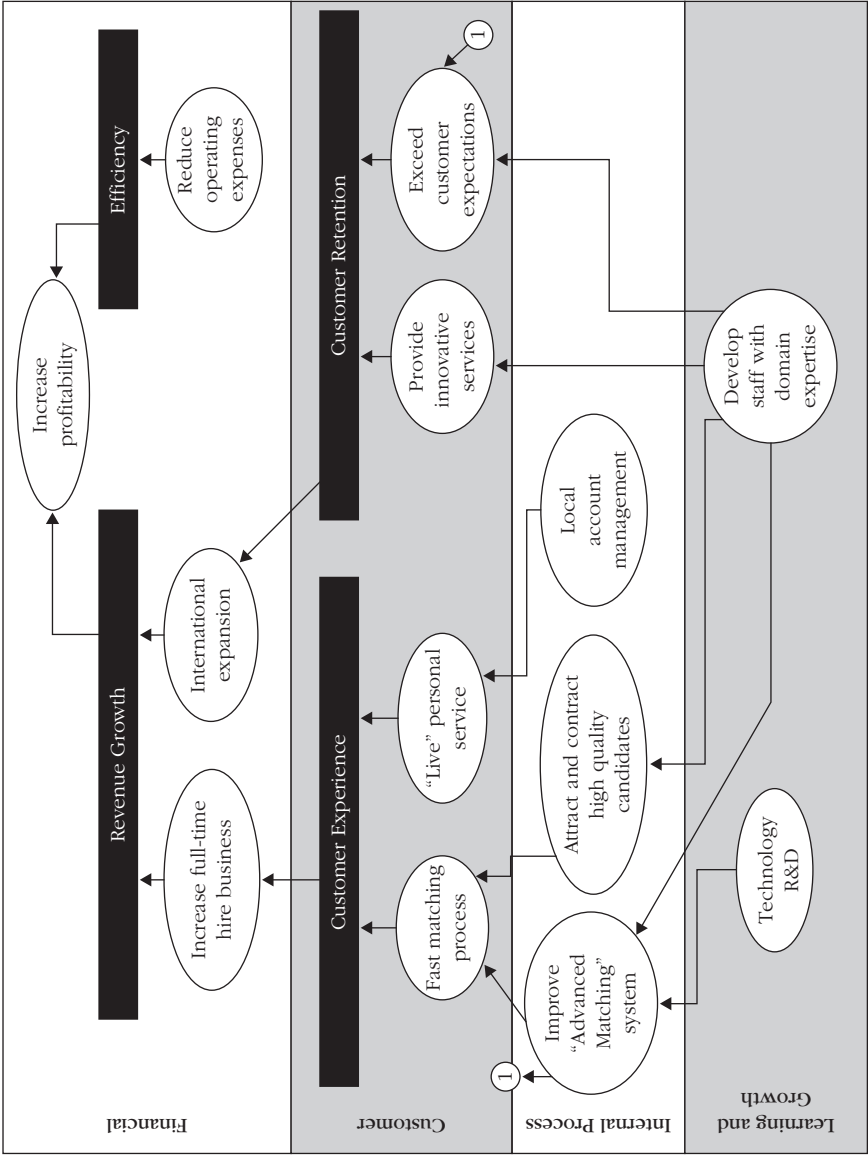 Financial
Increase
profitability
Revenue Growth
Efficiency
Increase full-time
hire business
International
expansion
Reduce
operating
expenses
Customer
Customer Experience
Customer Retention
Fast matching
process
“Live” personal
service
Provide
innovative
services
Exceed
customer
expectations
1
Internal Process
1
Improve
“Advanced
Matching”
system
Attract and contract
high quality
candidates
Local
account
management
Learning and
Growth
Technology
R&D
Develop
staff with
domain
expertise